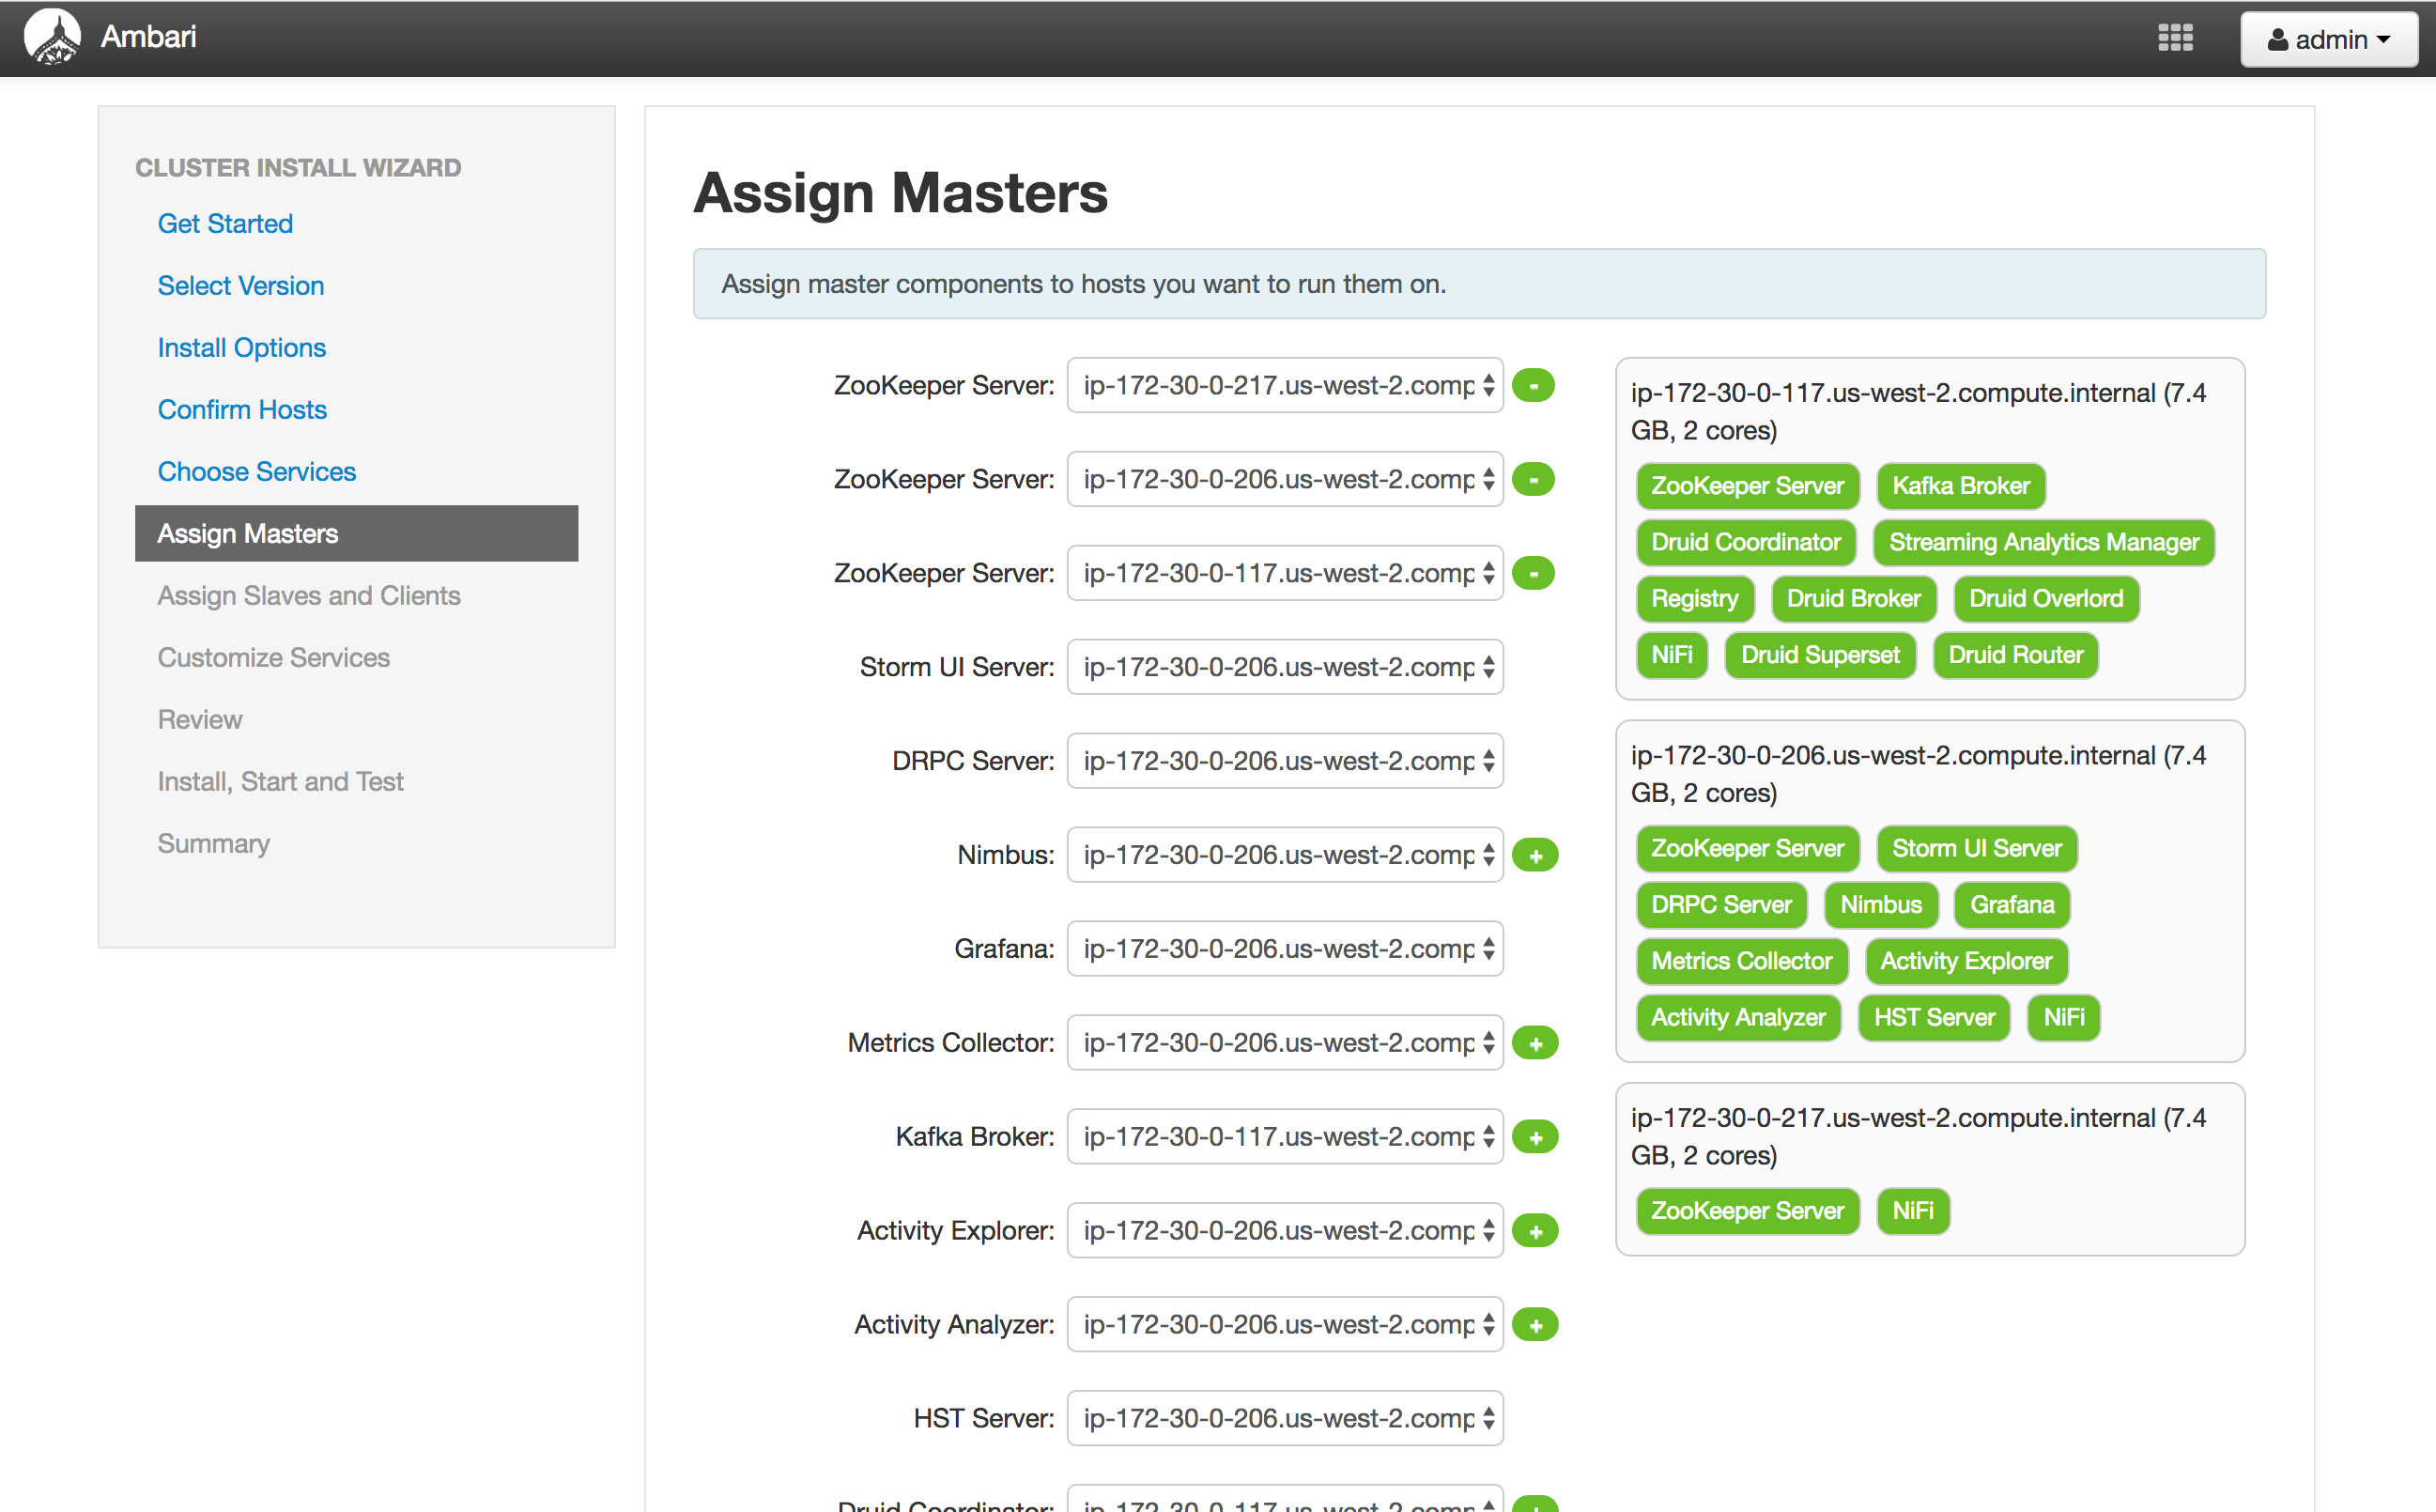 Ambari
admin
CLUSTER INSTALL WIZARD
Get Started
Select Version
Install Options
Confirm Hosts
Choose Services
Assign Masters
Assign Slaves and Clients
Customize Services
Review
Install, Start and Test
Summary
Assign Masters
Assign master components to hosts you want to run them on.
ZooKeeper Server: ip-172-30-0-217.us-west-2.comp -
ZooKeeper Server: ip-172-30-0-206.us-west-2.comp -
ZooKeeper Server: ip-172-30-0-117.us-west-2.comp -
Storm UI Server: ip-172-30-0-206.us-west-2.comp
DRPC Server: ip-172-30-0-206.us-west-2.comp
Nimbus: ip-172-30-0-206.us-west-2.comp +
Grafana: ip-172-30-0-206.us-west-2.comp
Metrics Collector: ip-172-30-0-206.us-west-2.comp +
Kafka Broker: ip-172-30-0-117.us-west-2.comp +
Activity Explorer: ip-172-30-0-206.us-west-2.comp +
Activity Analyzer: ip-172-30-0-206.us-west-2.comp +
HST Server: ip-172-30-0-206.us-west-2.comp
Druid Coordinator: ip-172-30-0-117.us-west-2.comp +
ip-172-30-0-117.us-west-2.compute.internal (7.4
GB, 2 cores)
ZooKeeper Server Kafka Broker
Druid Coordinator Streaming Analytics Manager
Registry Druid Broker Druid Overlord
NiFi Druid Superset Druid Router
ip-172-30-0-206.us-west-2.compute.internal (7.4
GB, 2 cores)
ZooKeeper Server Storm UI Server
DRPC Server Nimbus Grafana
Metrics Collector Activity Explorer
Activity Analyzer HST Server NiFi
ip-172-30-0-217.us-west-2.compute.internal (7.4
GB, 2 cores)
ZooKeeper Server NiFi